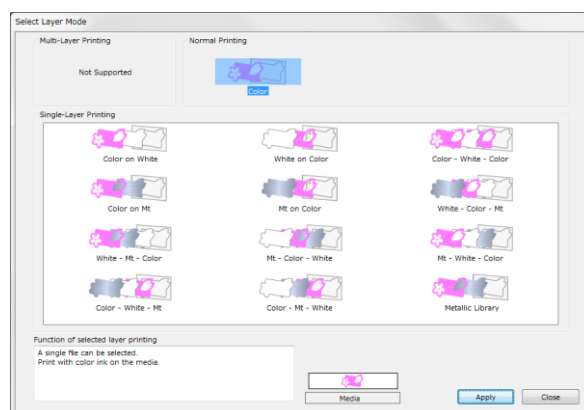 Select Layer Mode
Multi-Layer Printing
Normal Printing
Not Supported
Color
Single-Layer Printing
Color on White
White on Color
Color - White - Color
Color on Mt
Mt on Color
White - Color - Mt
White - Mt - Color
Mt - Color - White
Mt - White - Color
Color - White - Mt
Color - Mt - White
Metallic Library
Function of selected layer printing
A single file can be selected.
Print with color ink on the media.
Media
Apply
Close